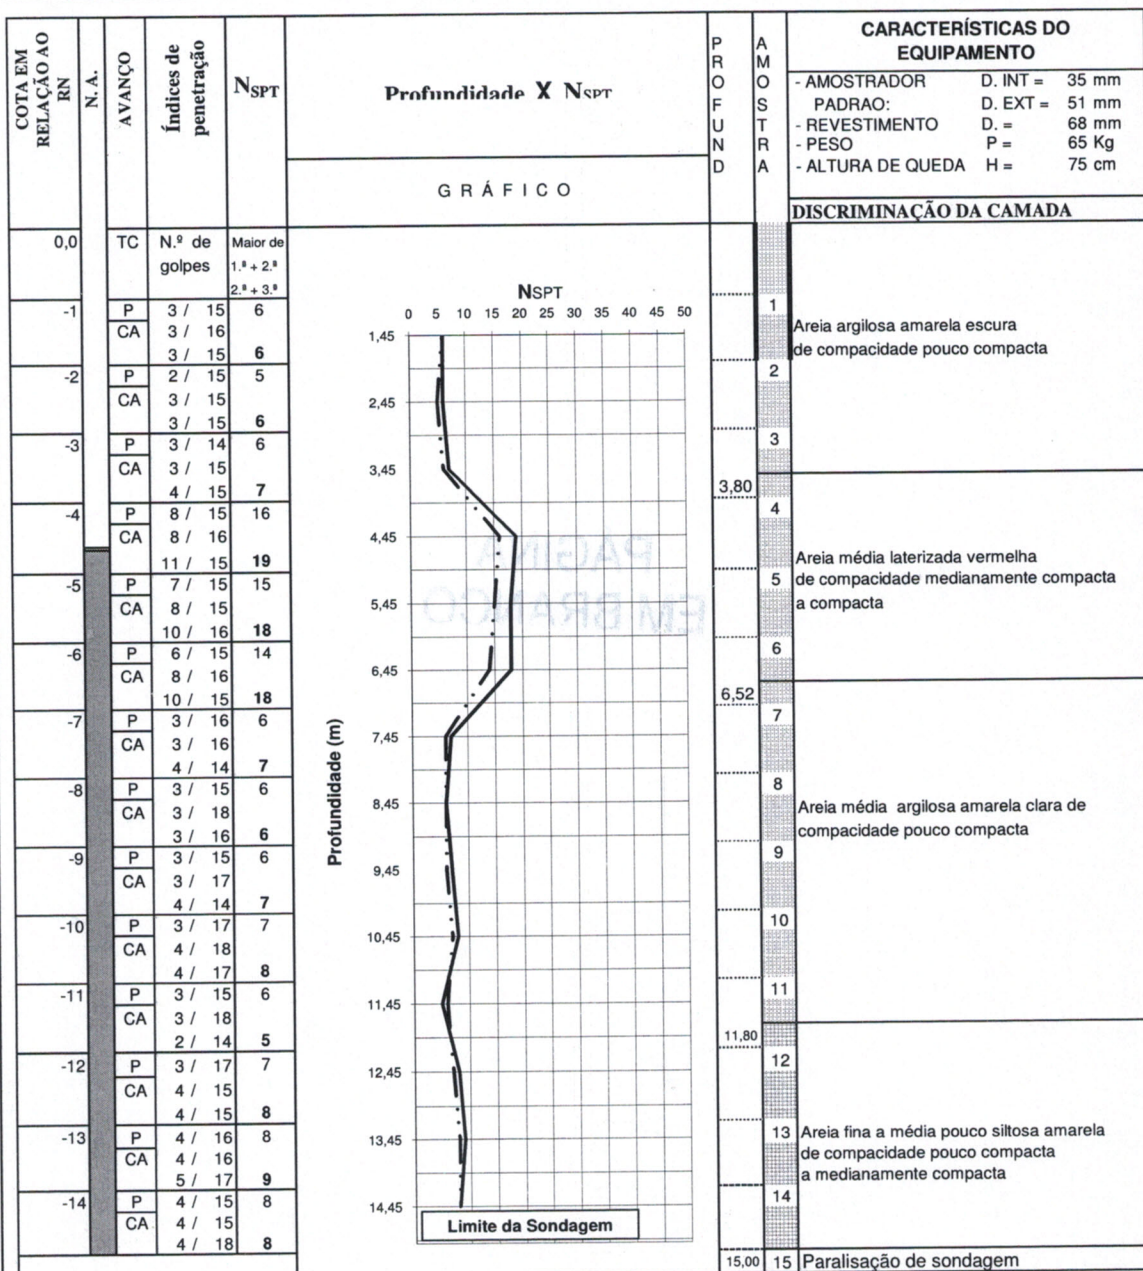 COTA EM RELAÇÃO AO RN
N. A.
AVANÇO
Índices de penetração
NSPT
Profundidade X NSPT
GRÁFICO
PROFUND
AMOSTRA
CARACTERÍSTICAS DO
EQUIPAMENTO
- AMOSTRADOR D. INT = 35 mm
PADRAO: D. EXT = 51 mm
- REVESTIMENTO D. = 68 mm
- PESO P = 65 Kg
- ALTURA DE QUEDA H = 75 cm
DISCRIMINAÇÃO DA CAMADA
0,0 TC N.º de golpes Maior de
1.ª + 2.ª
2.ª + 3.ª
-1 P 3 / 15 6
CA 3 / 16
3 / 15 6
-2 P 2 / 15 5
CA 3 / 15
3 / 15 6
-3 P 3 / 14 6
CA 3 / 15
4 / 15 7
-4 P 8 / 15 16
CA 8 / 16
11 / 15 19
-5 P 7 / 15 15
CA 8 / 15
10 / 16 18
-6 P 6 / 15 14
CA 8 / 16
10 / 15 18
-7 P 3 / 16 6
CA 3 / 16
4 / 14 7
-8 P 3 / 15 6
CA 3 / 18
3 / 16 6
-9 P 3 / 15 6
CA 3 / 17
4 / 14 7
-10 P 3 / 17 7
CA 4 / 18
4 / 17 8
-11 P 3 / 15 6
CA 3 / 18
2 / 14 5
-12 P 3 / 17 7
CA 4 / 15
4 / 15 8
-13 P 4 / 16 8
CA 4 / 16
5 / 17 9
-14 P 4 / 15 8
CA 4 / 15
4 / 18 8
NSPT
0 5 10 15 20 25 30 35 40 45 50
Profundidade (m)
1,45
2,45
3,45
4,45
5,45
6,45
7,45
8,45
9,45
10,45
11,45
12,45
13,45
14,45
Limite da Sondagem
PAGINA
EM BRANCO
1
Areia argilosa amarela escura
de compacidade pouco compacta
2
3
3,80
4
Areia média laterizada vermelha
5 de compacidade medianamente compacta
a compacta
6
6,52
7
8
Areia média argilosa amarela clara de
compacidade pouco compacta
9
10
11
11,80
12
13 Areia fina a média pouco siltosa amarela
de compacidade pouco compacta
a medianamente compacta
14
15,00 15 Paralisação de sondagem